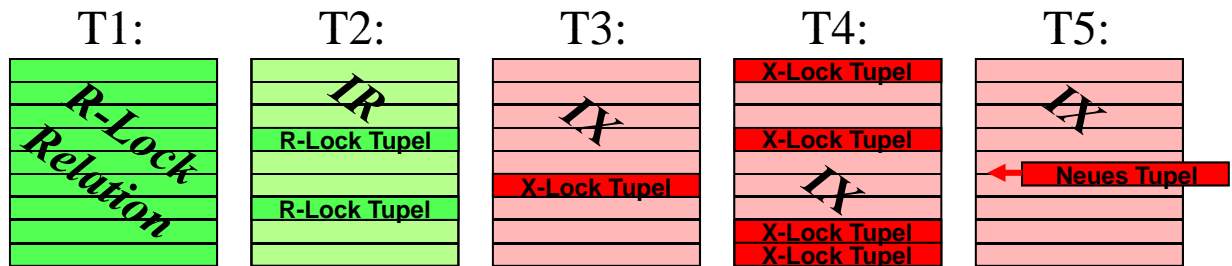 T1:
R-Lock
Relation
T2:
IR
R-Lock Tupel
R-Lock Tupel
T3:
IX
X-Lock Tupel
T4:
X-Lock Tupel
X-Lock Tupel
IX
X-Lock Tupel
X-Lock Tupel
T5:
IX
Neues Tupel